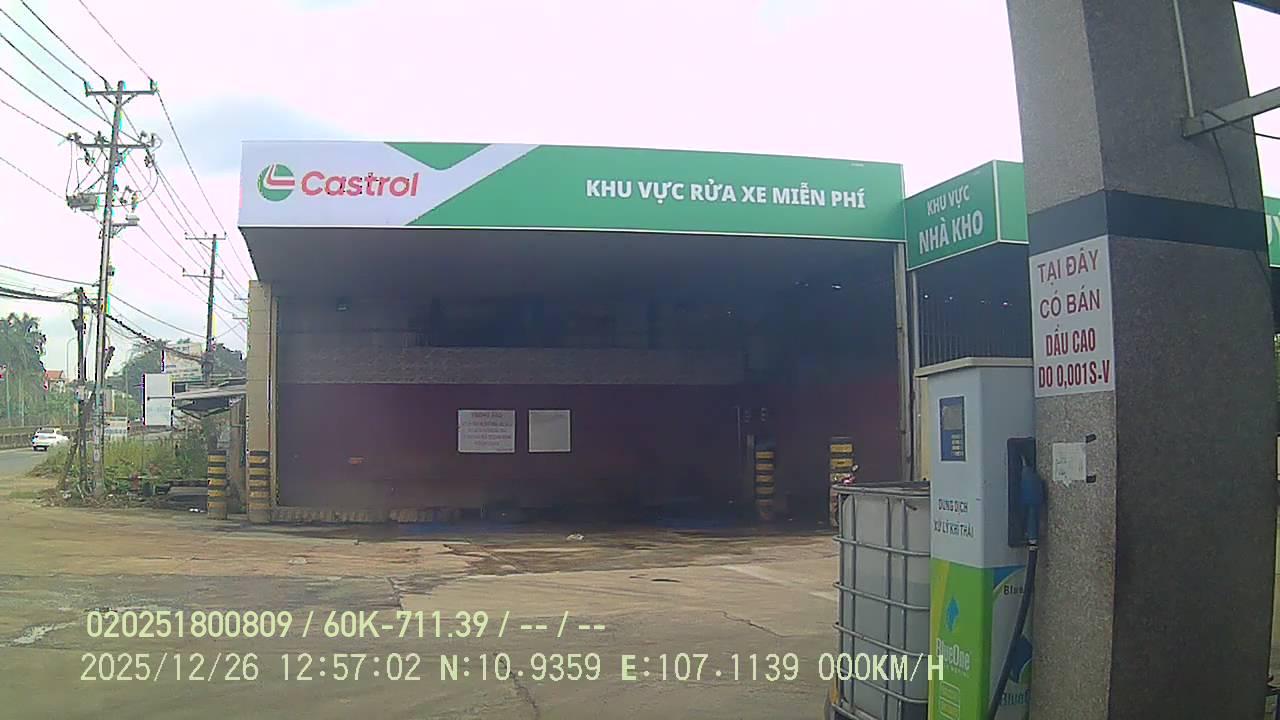 Castrol
KHU VỰC RỬA XE MIỄN PHÍ
KHU VỰC
NHÀ KHO
TẠI ĐÂY
CÓ BÁN
DẦU CAO
DO 0,001S-V
THÔNG BÁO
DUNG DỊCH
XỬ LÝ KHÍ THẢI
BlueOne
020251800809 / 60K-711.39 / -- / --
2025/12/26 12:57:02 N:10.9359 E:107.1139 000KM/H